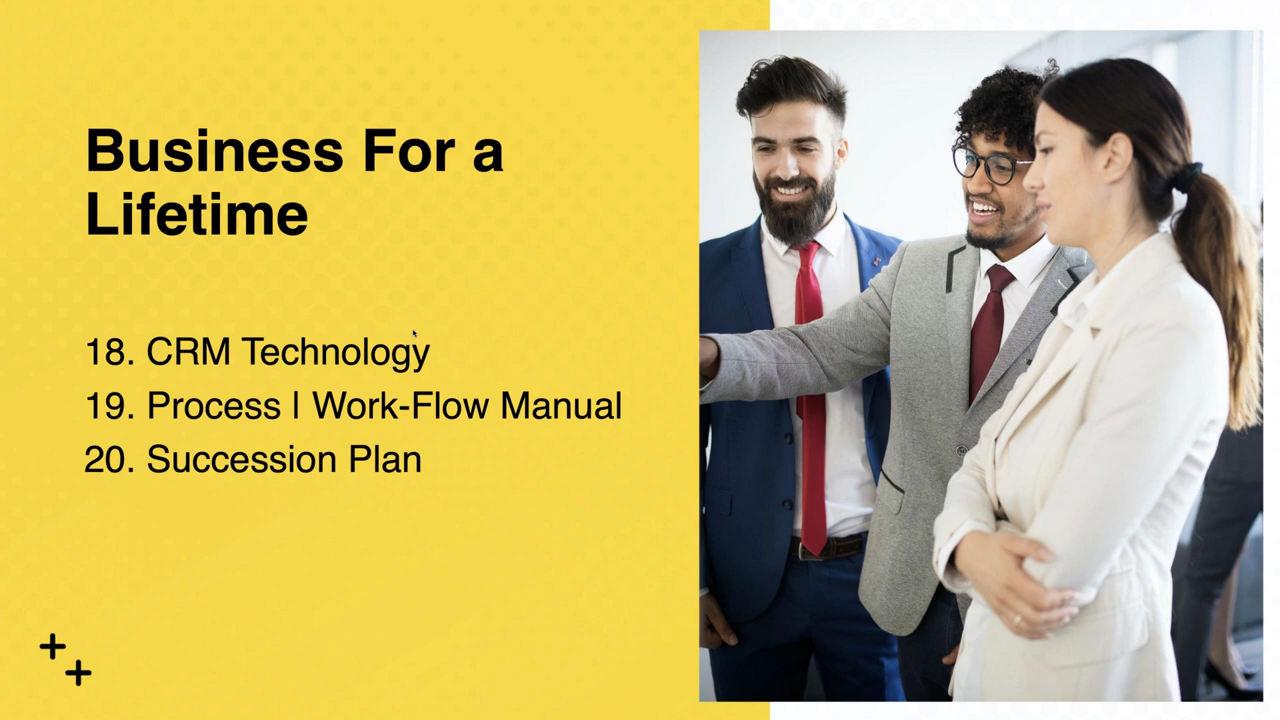 Business For a
Lifetime
18. CRM Technology
19. Process | Work-Flow Manual
20. Succession Plan